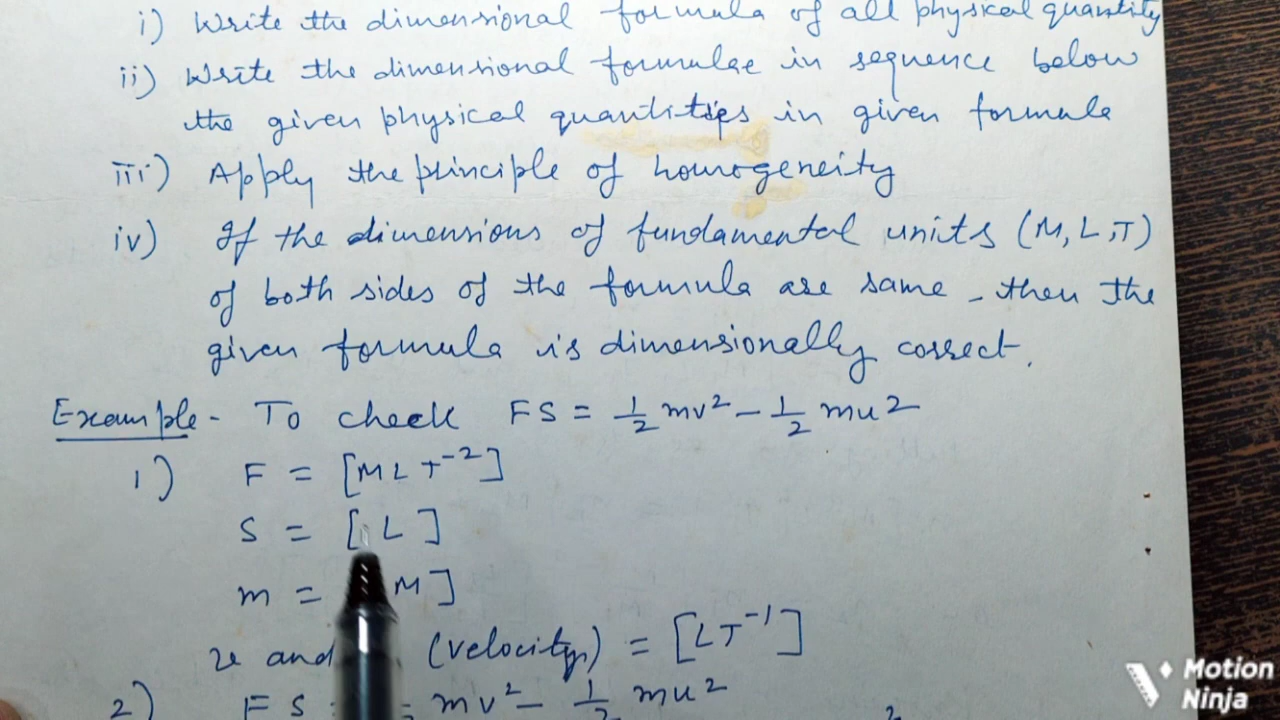 i) Write the dimensional formula of all physical quantity
ii) Write the dimensional formulae in sequence below
the given physical quantities in given formula
iii) Apply the principle of homogeneity
iv) If the dimensions of fundamental units (M, L, T)
of both sides of the formula are same, then the
given formula is dimensionally correct.
Example - To check FS = 1/2 mv² - 1/2 mu²
1) F = [MLT⁻²]
S = [L]
m = M]
u and (velocity) = [LT⁻¹]
2) FS = mv² - 1/2 mu²
Motion
Ninja